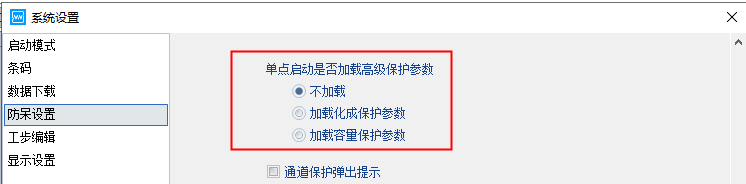 系统设置
启动模式
条码
数据下载
防呆设置
工步编辑
显示设置
单点启动是否加载高级保护参数
不加载
加载化成保护参数
加载容量保护参数
通道保护弹出提示